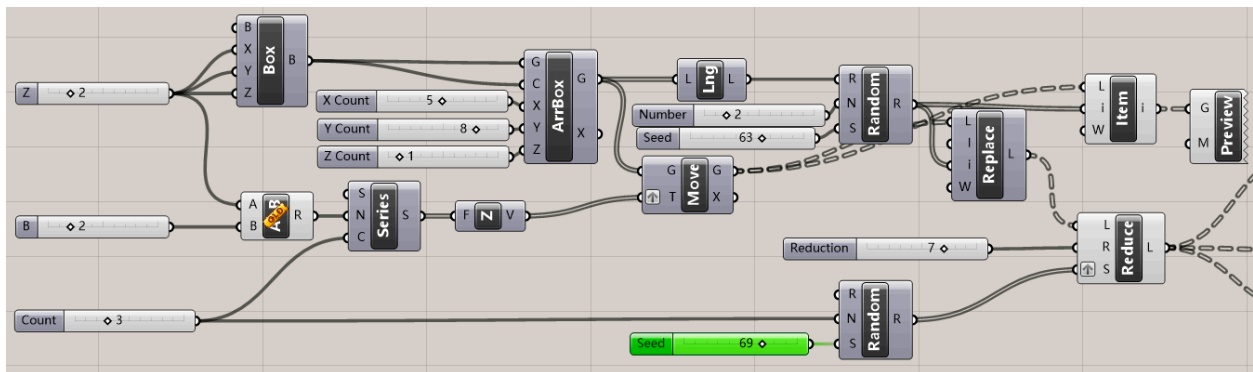 B
X
Y
Z
Box
B
Z 2
G
C
X
Y
Z
ArrBox
G
X
X Count 5
Y Count 8
Z Count 1
L Lng L
Number 2
Seed 63
R
N
S
Random
R
L
i
W
Item
i
G
M
Preview
L
I
i
W
Replace
L
G
T
Move
G
X
A
B
OLD
R
B 2
S
N
C
Series
S
F Z V
Reduction 7
L
R
S
Reduce
L
Count 3
R
N
S
Random
R
Seed 69